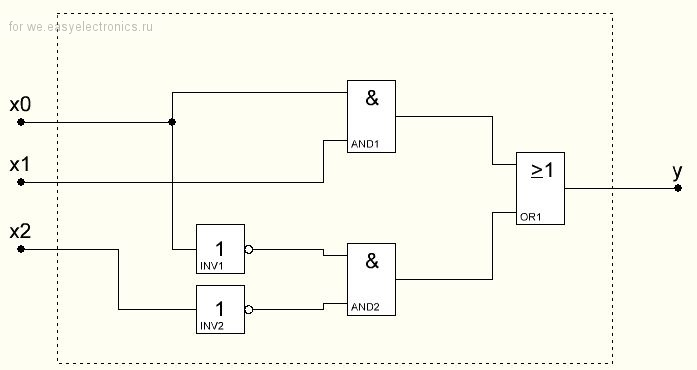 for we.easyelectronics.ru
x0
&
AND1
x1
≥1
y
OR1
x2
1
INV1
&
AND2
1
INV2